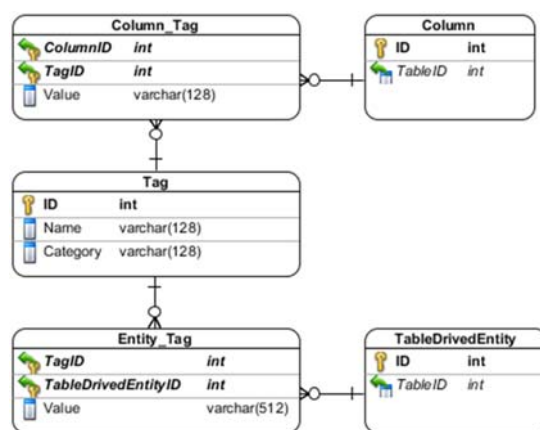 Column_Tag
ColumnID int
TagID int
Value varchar(128)
Column
ID int
TableID int
Tag
ID int
Name varchar(128)
Category varchar(128)
Entity_Tag
TagID int
TableDrivedEntityID int
Value varchar(512)
TableDrivedEntity
ID int
TableID int